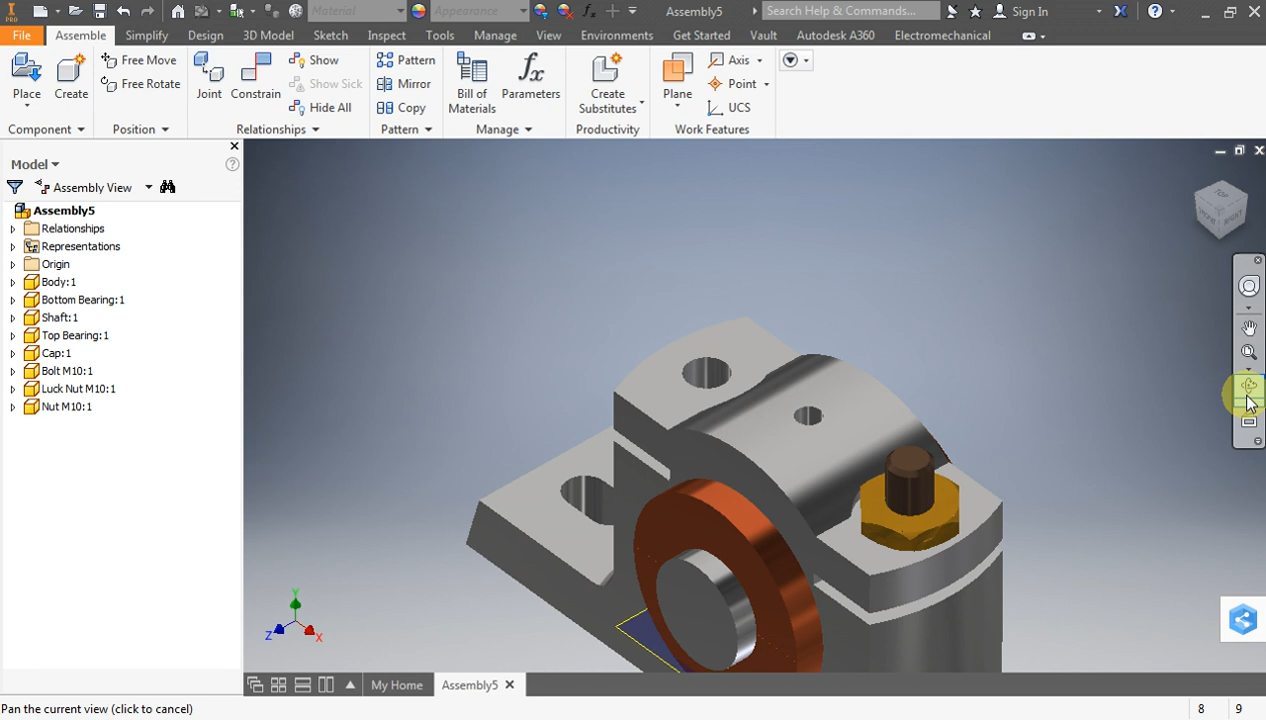 PRO
Material
Appearance
Assembly5
Search Help & Commands...
Sign In
File
Assemble
Simplify
Design
3D Model
Sketch
Inspect
Tools
Manage
View
Environments
Get Started
Vault
Autodesk A360
Electromechanical
Place
Create
Free Move
Free Rotate
Joint
Constrain
Show
Show Sick
Hide All
Pattern
Mirror
Copy
Bill of
Materials
Parameters
Create
Substitutes
Plane
Axis
Point
UCS
Component
Position
Relationships
Pattern
Manage
Productivity
Work Features
Model
Assembly View
Assembly5
Relationships
Representations
Origin
Body:1
Bottom Bearing:1
Shaft:1
Top Bearing:1
Cap:1
Bolt M10:1
Luck Nut M10:1
Nut M10:1
TOP
RIGHT
Y
Z
X
My Home
Assembly5
Pan the current view (click to cancel)
8
9